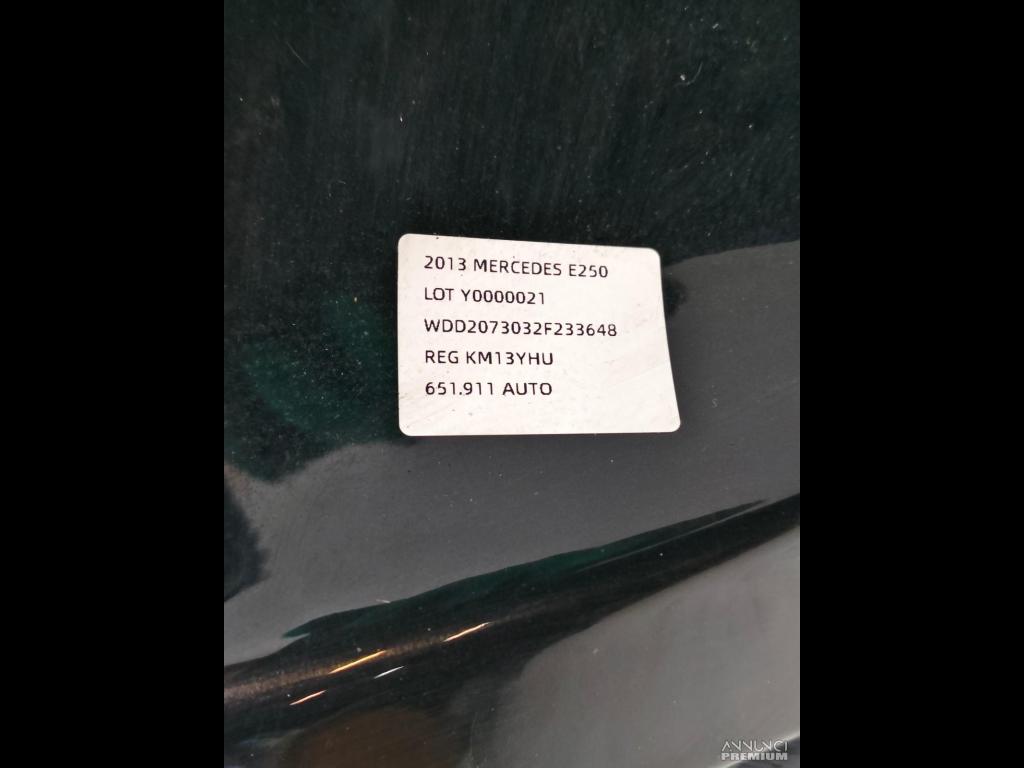 2013 MERCEDES E250
LOT Y0000021
WDD2073032F233648
REG KM13YHU
651.911 AUTO
ANNUNCI
PREMIUM